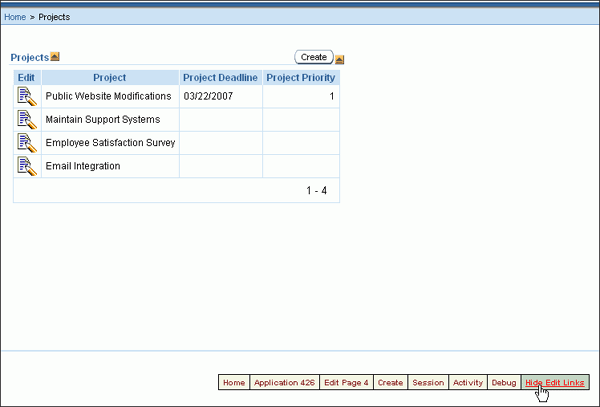 Home > Projects
Projects Create
Edit Project Project Deadline Project Priority
Public Website Modifications 03/22/2007 1
Maintain Support Systems
Employee Satisfaction Survey
Email Integration
1 - 4
Home Application 426 Edit Page 4 Create Session Activity Debug Hide Edit Links